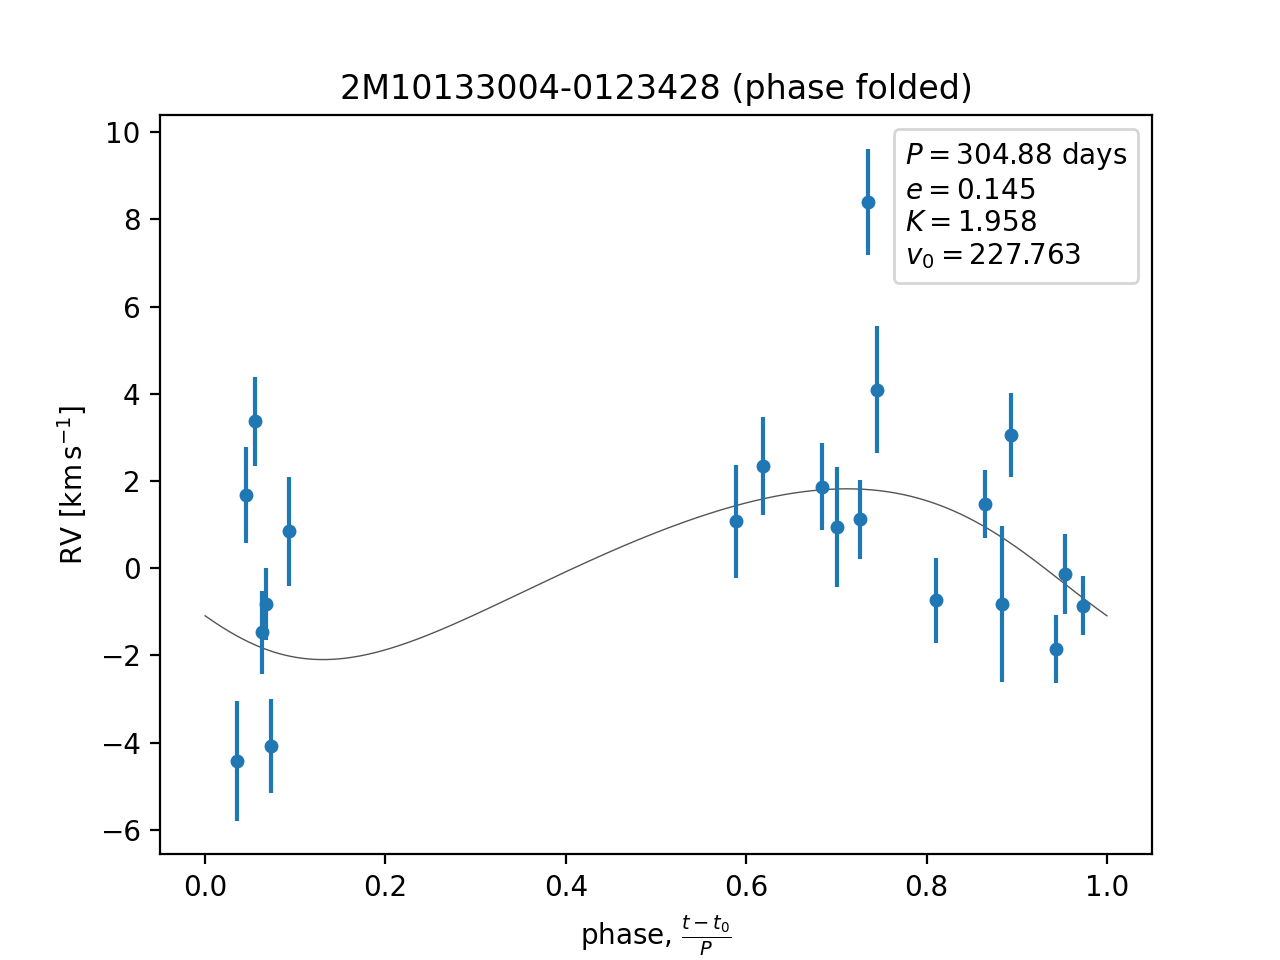 2M10133004-0123428 (phase folded)
P = 304.88 days
e = 0.145
K = 1.958
v₀ = 227.763
RV [km s⁻¹]
10
8
6
4
2
0
−2
−4
−6
0.0 0.2 0.4 0.6 0.8 1.0
phase, (t − t₀)/P